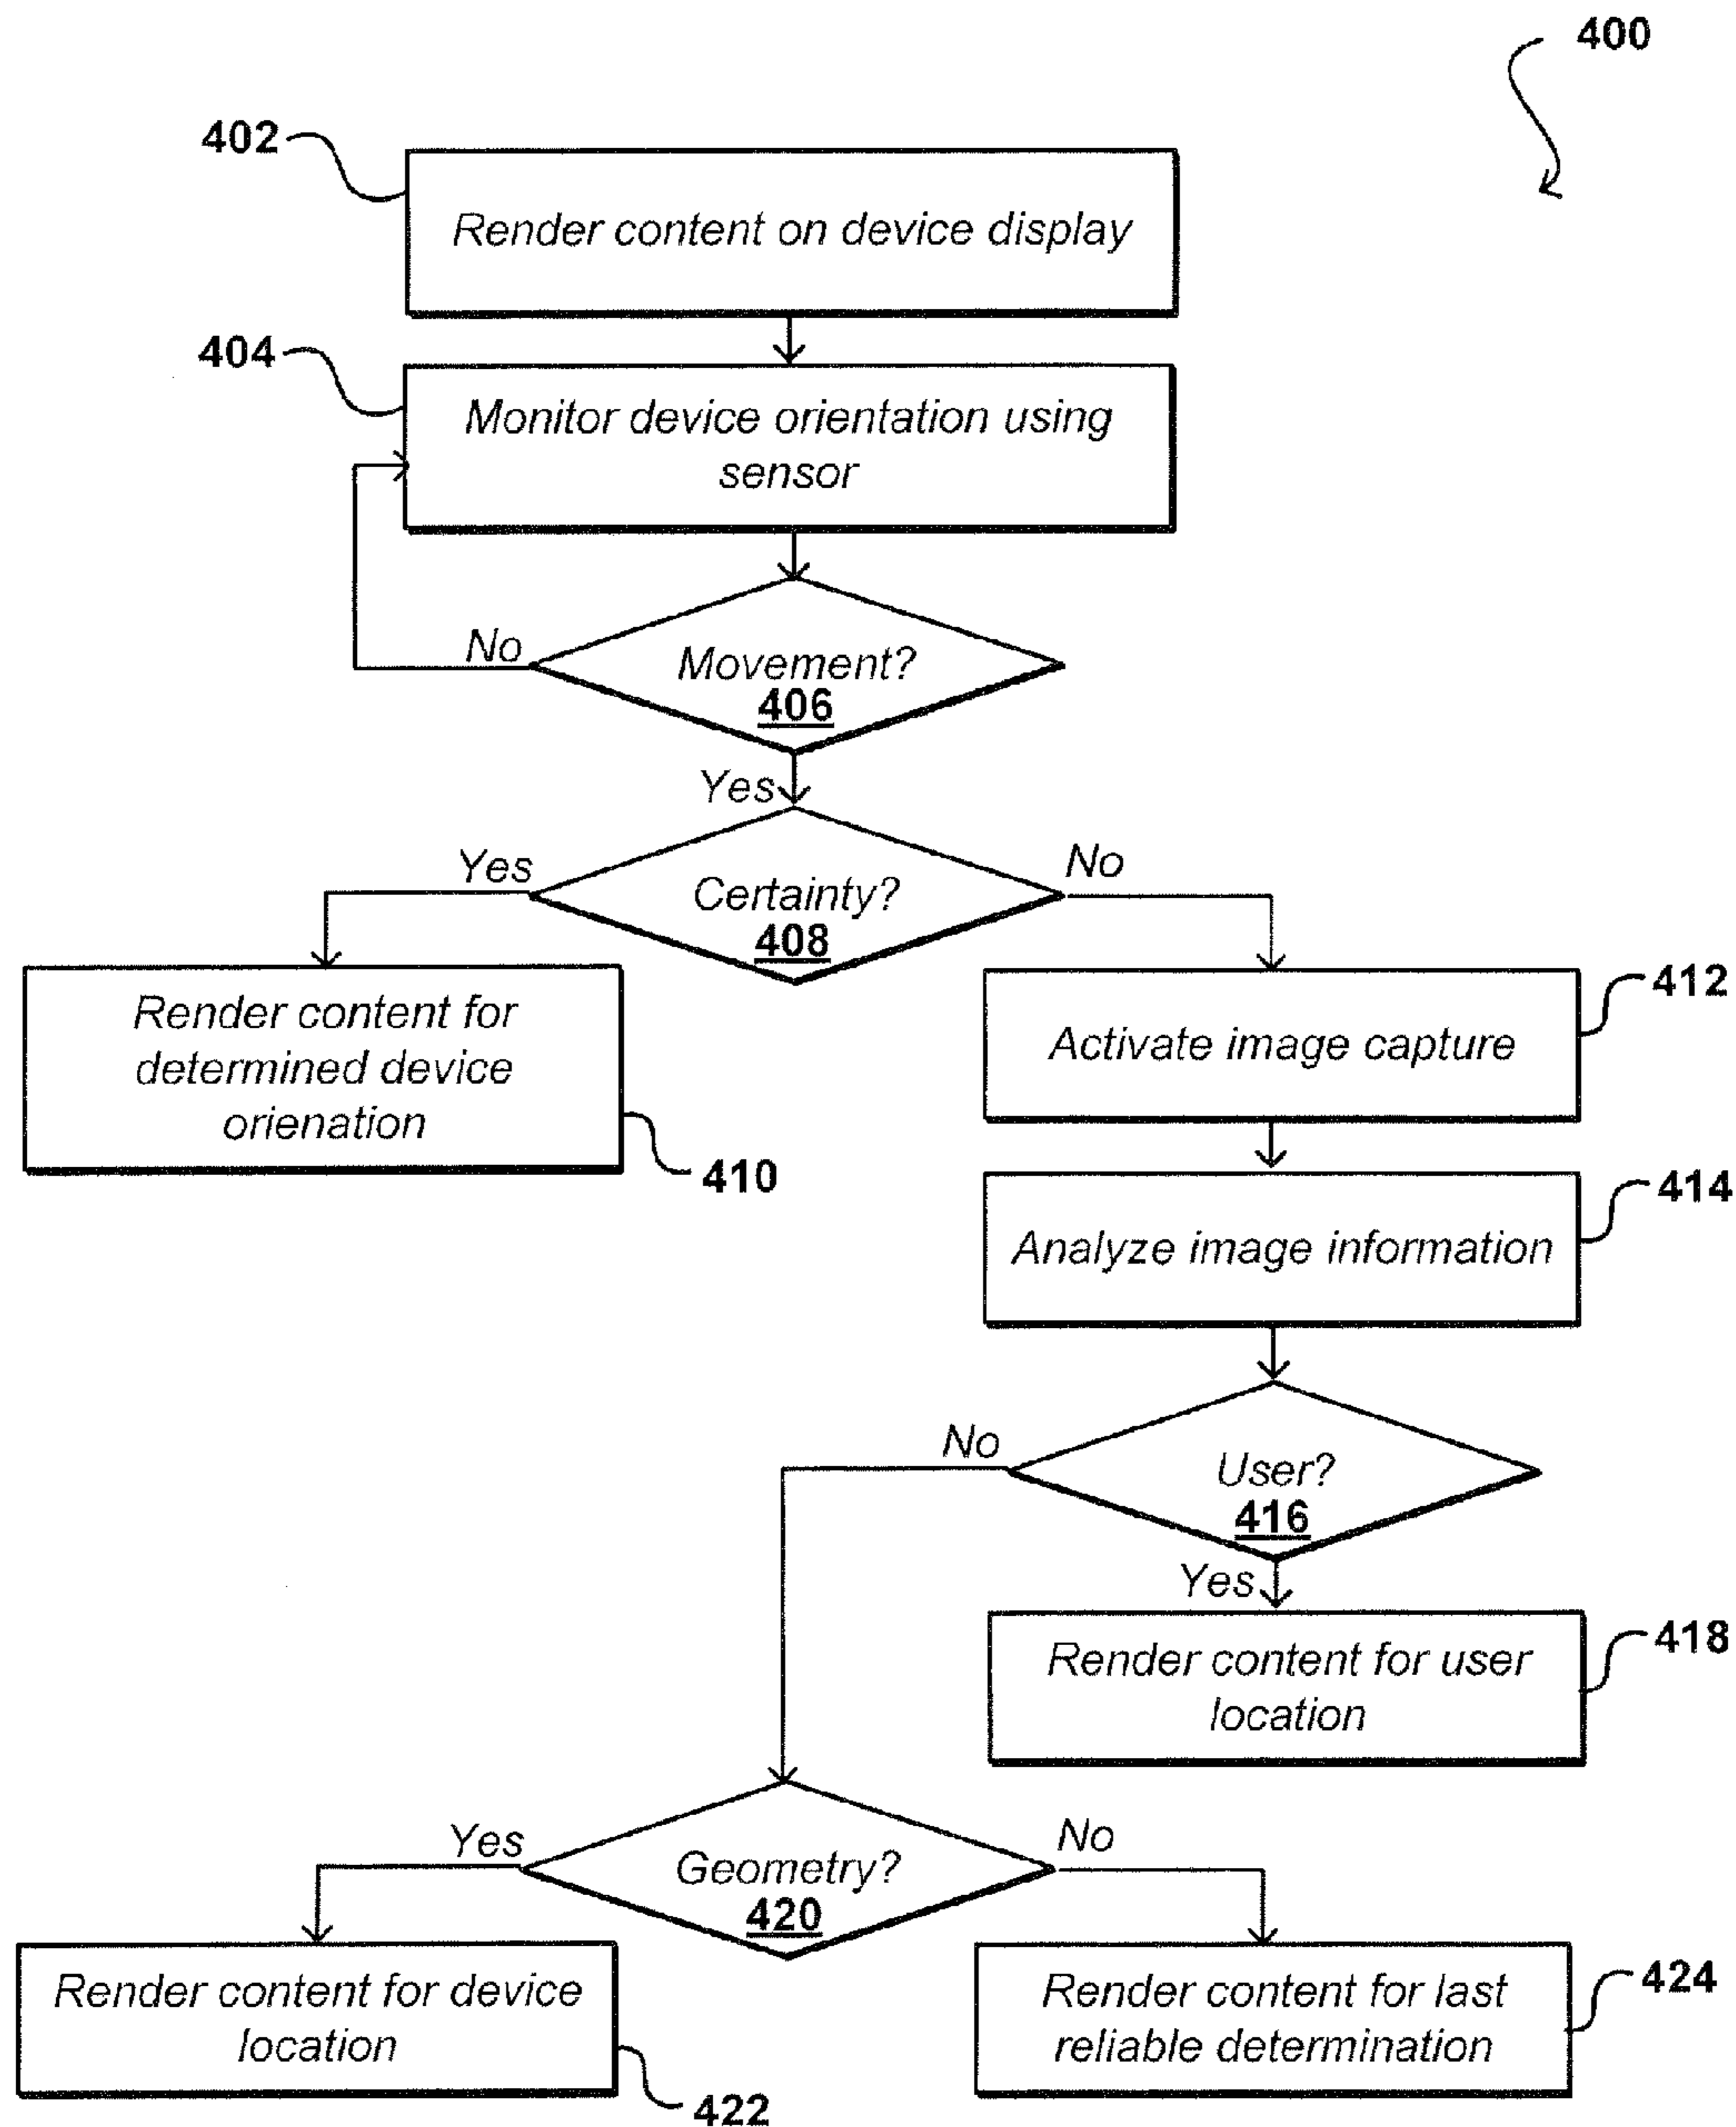 400
402
Render content on device display
404
Monitor device orientation using
sensor
No
Movement?
406
Yes
Yes
No
Certainty?
408
Render content for
determined device
orienation
410
412
Activate image capture
414
Analyze image information
No
User?
416
Yes
418
Render content for user
location
Yes
No
Geometry?
420
Render content for device
location
422
424
Render content for last
reliable determination